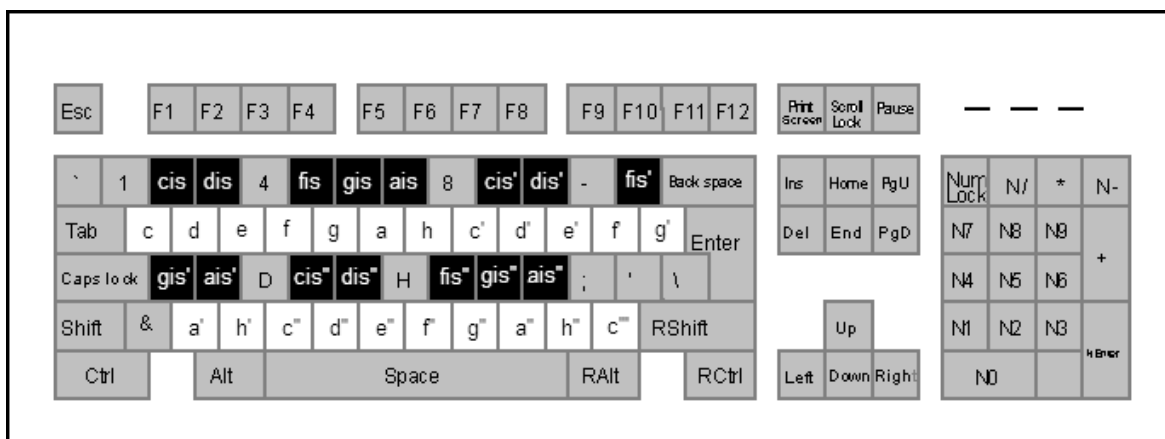 Esc F1 F2 F3 F4 F5 F6 F7 F8 F9 F10 F11 F12 Print Screen Scroll Lock Pause
` 1 cis dis 4 fis gis ais 8 cis' dis' - fis' Back space Ins Home PgU Num Lock N/ * N-
Tab c d e f g a h c' d' e' f' g' Enter Del End PgD N7 N8 N9 +
Caps lock gis' ais' D cis" dis" H fis" gis" ais" ; ' \ N4 N5 N6
Shift & a' h' c" d" e" f" g" a" h" c''' RShift Up N1 N2 N3 N Enter
Ctrl Alt Space RAlt RCtrl Left Down Right N0